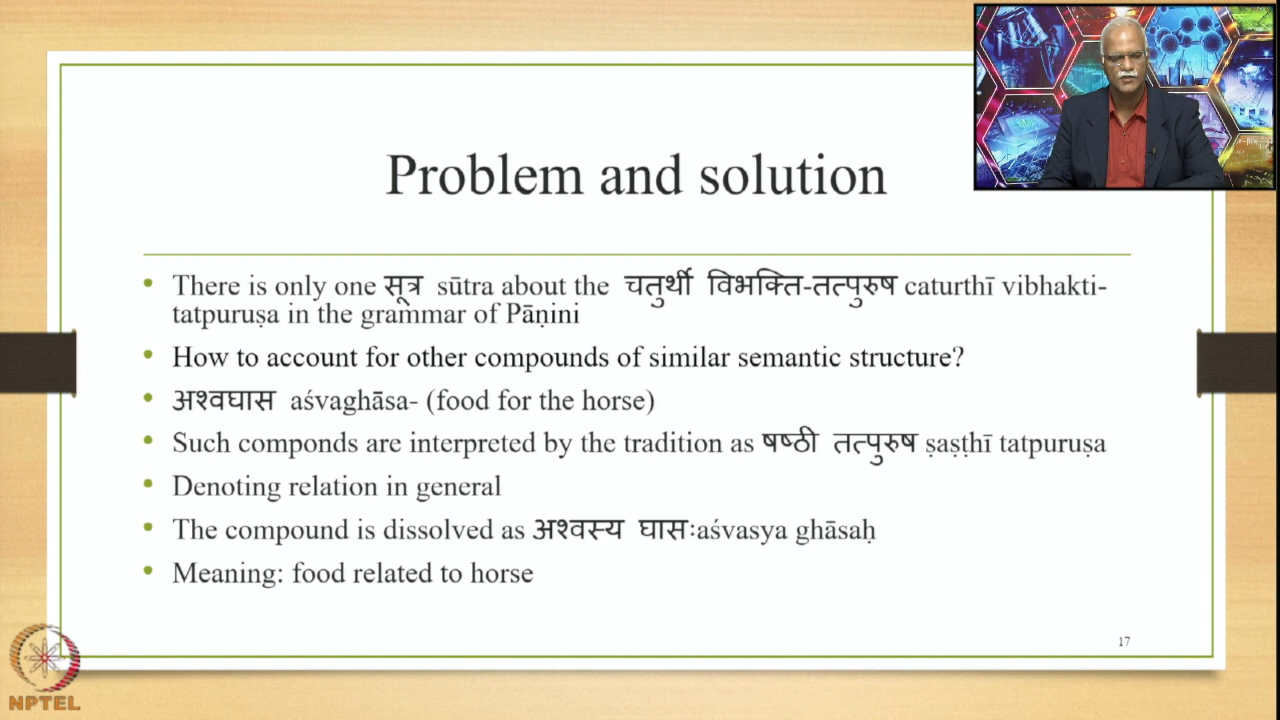 Problem and solution
There is only one सूत्र sūtra about the चतुर्थी विभक्ति-तत्पुरुष caturthī vibhakti-
tatpuruṣa in the grammar of Pāṇini
How to account for other compounds of similar semantic structure?
अश्वघास aśvaghāsa- (food for the horse)
Such componds are interpreted by the tradition as षष्ठी तत्पुरुष ṣaṣṭhī tatpuruṣa
Denoting relation in general
The compound is dissolved as अश्वस्य घासःaśvasya ghāsaḥ
Meaning: food related to horse
17
NPTEL